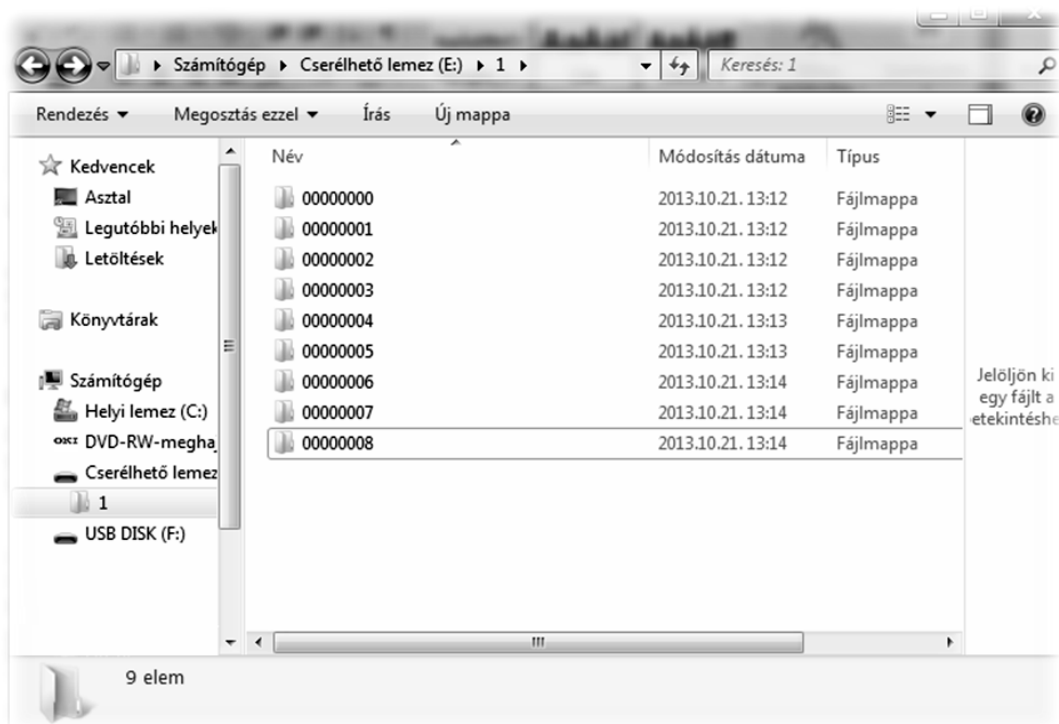 Számítógép ▸ Cserélhető lemez (E:) ▸ 1 ▸
Keresés: 1
Rendezés ▾ Megosztás ezzel ▾ Írás Új mappa
Kedvencek
Asztal
Legutóbbi helyek
Letöltések
Könyvtárak
Számítógép
Helyi lemez (C:)
DVD-RW-megha
Cserélhető lemez
1
USB DISK (F:)
Név Módosítás dátuma Típus
00000000 2013.10.21. 13:12 Fájlmappa
00000001 2013.10.21. 13:12 Fájlmappa
00000002 2013.10.21. 13:12 Fájlmappa
00000003 2013.10.21. 13:12 Fájlmappa
00000004 2013.10.21. 13:13 Fájlmappa
00000005 2013.10.21. 13:13 Fájlmappa
00000006 2013.10.21. 13:14 Fájlmappa
00000007 2013.10.21. 13:14 Fájlmappa
00000008 2013.10.21. 13:14 Fájlmappa
Jelöljön ki
egy fájlt a
etekintéshe
9 elem